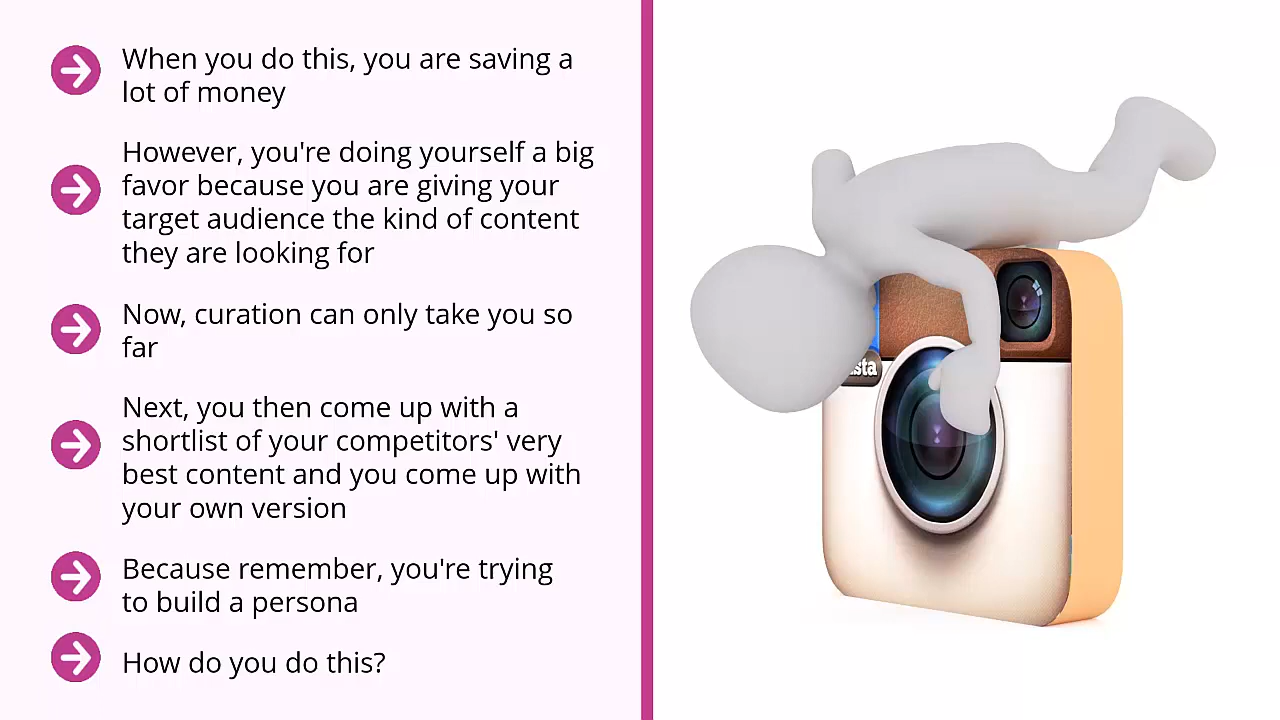 When you do this, you are saving a
lot of money
However, you're doing yourself a big
favor because you are giving your
target audience the kind of content
they are looking for
Now, curation can only take you so
far
Next, you then come up with a
shortlist of your competitors' very
best content and you come up with
your own version
Because remember, you're trying
to build a persona
How do you do this?